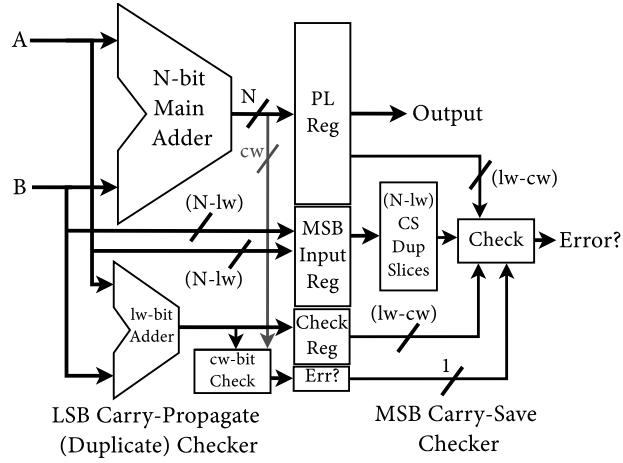 A
B
N-bit
Main
Adder
N
cw
PL
Reg
Output
(lw-cw)
(N-lw)
(N-lw)
MSB
Input
Reg
(N-lw)
CS
Dup
Slices
Check
Error?
lw-bit
Adder
Check
Reg
(lw-cw)
cw-bit
Check
Err?
1
LSB Carry-Propagate
(Duplicate) Checker
MSB Carry-Save
Checker